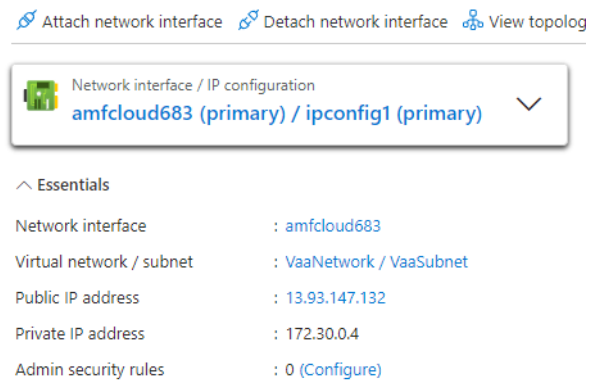 Attach network interface Detach network interface View topolog
Network interface / IP configuration
amfcloud683 (primary) / ipconfig1 (primary)
Essentials
Network interface : amfcloud683
Virtual network / subnet : VaaNetwork / VaaSubnet
Public IP address : 13.93.147.132
Private IP address : 172.30.0.4
Admin security rules : 0 (Configure)